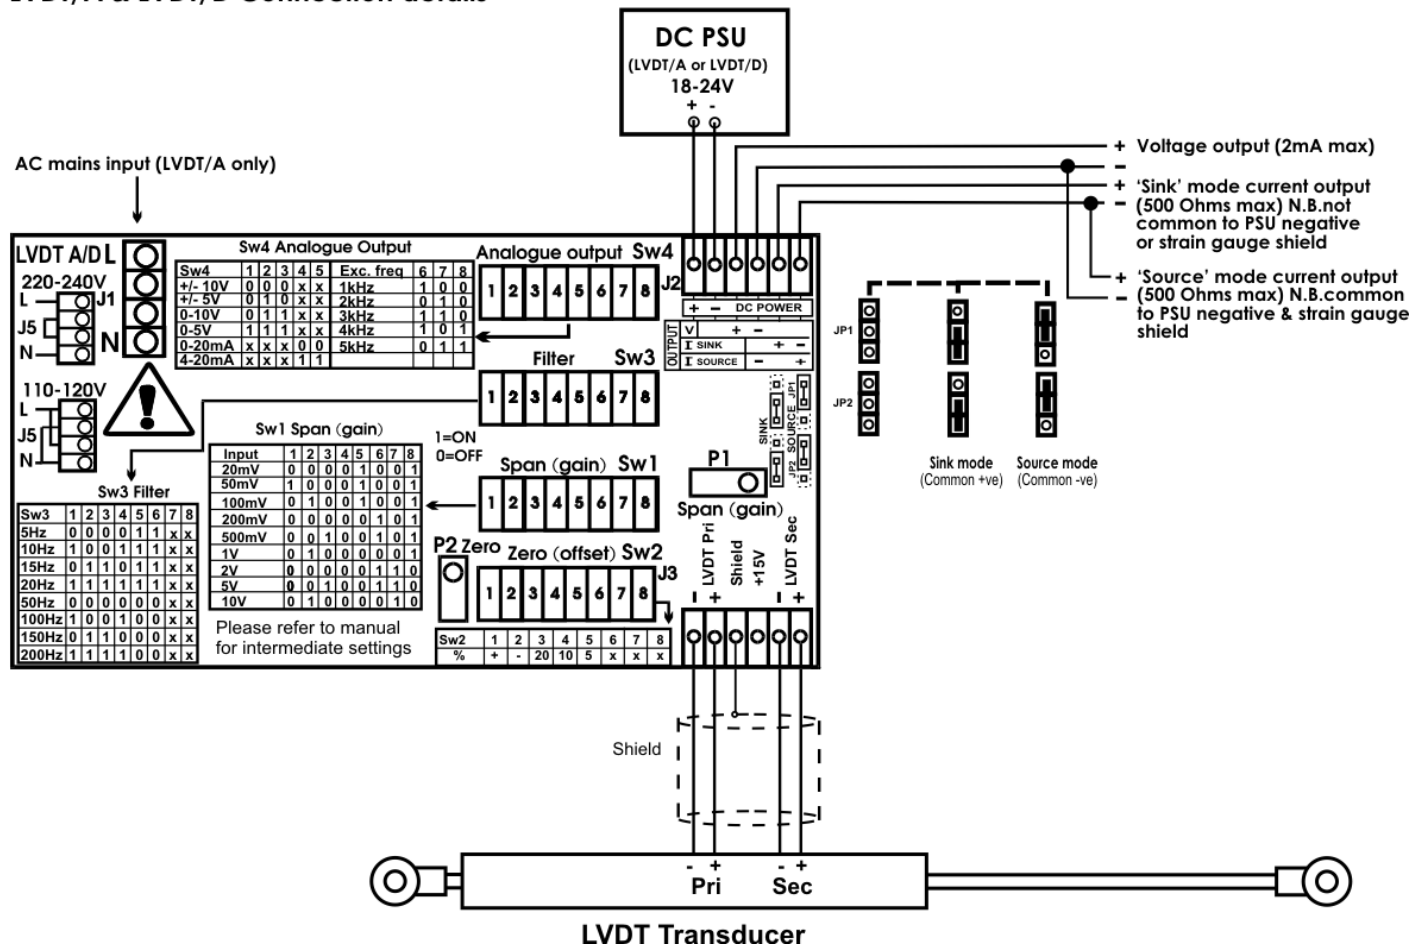 LVDT/A & LVDT/D Connection details
DC PSU
(LVDT/A or LVDT/D)
18-24V
+ -
AC mains input (LVDT/A only)
+ Voltage output (2mA max)
-
+ 'Sink' mode current output
- (500 Ohms max) N.B.not
common to PSU negative
or strain gauge shield
+ 'Source' mode current output
- (500 Ohms max) N.B.common
to PSU negative & strain gauge
shield
LVDT A/D L
220-240V
L
J1
J5
N
N
110-120V
L
J5
N
Sw4 Analogue Output
Sw4 1 2 3 4 5 Exc. freq 6 7 8
+/- 10V 0 0 0 x x 1kHz 1 0 0
+/- 5V 0 1 0 x x 2kHz 0 1 0
0-10V 0 1 1 x x 3kHz 1 1 0
0-5V 1 1 1 x x 4kHz 1 0 1
0-20mA x x x 0 0 5kHz 0 1 1
4-20mA x x x 1 1
Analogue output Sw4
1 2 3 4 5 6 7 8
J2
+ - DC POWER
OUTPUT
V + -
I SINK + -
I SOURCE - +
Filter Sw3
1 2 3 4 5 6 7 8
SINK
SOURCE
JP1
JP2
JP1
JP2
Sink mode
(Common +ve)
Source mode
(Common -ve)
1=ON
0=OFF
Sw1 Span (gain)
Input 1 2 3 4 5 6 7 8
20mV 0 0 0 0 1 0 0 1
50mV 1 0 0 0 1 0 0 1
100mV 0 1 0 0 1 0 0 1
200mV 0 0 0 0 0 1 0 1
500mV 0 0 1 0 0 1 0 1
1V 0 1 0 0 0 0 0 1
2V 0 0 0 0 0 1 1 0
5V 0 0 1 0 0 1 1 0
10V 0 1 0 0 0 0 1 0
Please refer to manual
for intermediate settings
Span (gain) Sw1
1 2 3 4 5 6 7 8
P1
Span (gain)
Sw3 Filter
Sw3 1 2 3 4 5 6 7 8
5Hz 0 0 0 0 1 1 x x
10Hz 1 0 0 1 1 1 x x
15Hz 0 1 1 0 1 1 x x
20Hz 1 1 1 1 1 1 x x
50Hz 0 0 0 0 0 0 x x
100Hz 1 0 0 1 0 0 x x
150Hz 0 1 1 0 0 0 x x
200Hz 1 1 1 1 0 0 x x
P2 Zero
Zero (offset) Sw2
J3
1 2 3 4 5 6 7 8
Sw2 1 2 3 4 5 6 7 8
% + - 20 10 5 x x x
- LVDT Pri +
Shield
+15V
- LVDT Sec +
Shield
- + - +
Pri Sec
LVDT Transducer